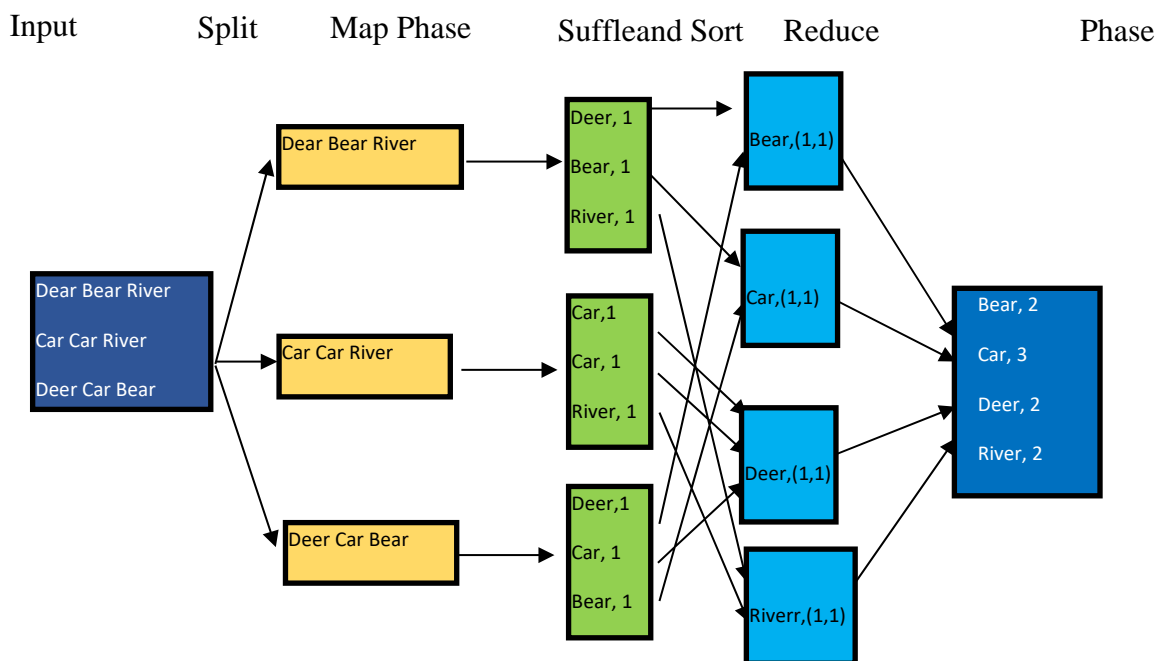 Input Split Map Phase Suffleand Sort Reduce Phase
Dear Bear River
Car Car River
Deer Car Bear
Dear Bear River
Car Car River
Deer Car Bear
Deer, 1
Bear, 1
River, 1
Car,1
Car, 1
River, 1
Deer,1
Car, 1
Bear, 1
Bear,(1,1)
Car,(1,1)
Deer,(1,1)
Riverr,(1,1)
Bear, 2
Car, 3
Deer, 2
River, 2